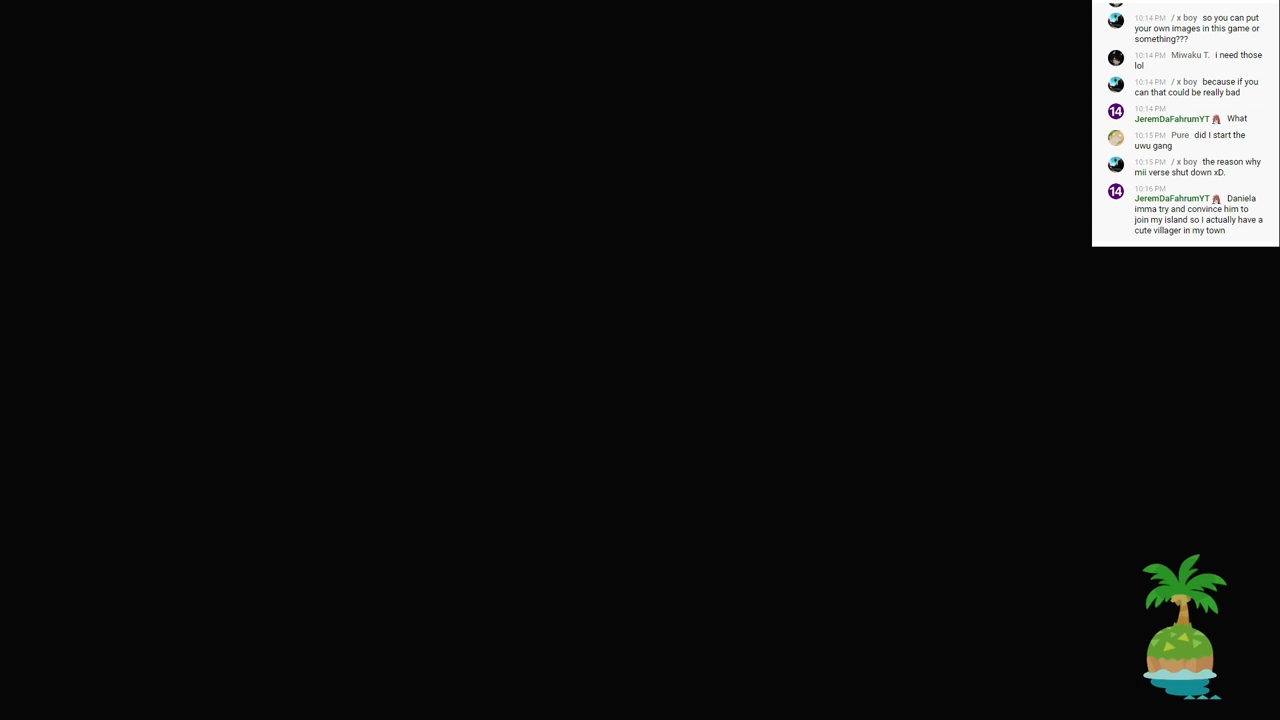 10:14 PM / x boy so you can put
your own images in this game or
something???
10:14 PM Miwaku T. i need those
lol
10:14 PM / x boy because if you
can that could be really bad
14
10:14 PM
JeremDaFahrumYT What
10:15 PM Pure did I start the
uwu gang
10:15 PM / x boy the reason why
mii verse shut down xD.
14
10:16 PM
JeremDaFahrumYT Daniela
imma try and convince him to
join my island so I actually have a
cute villager in my town